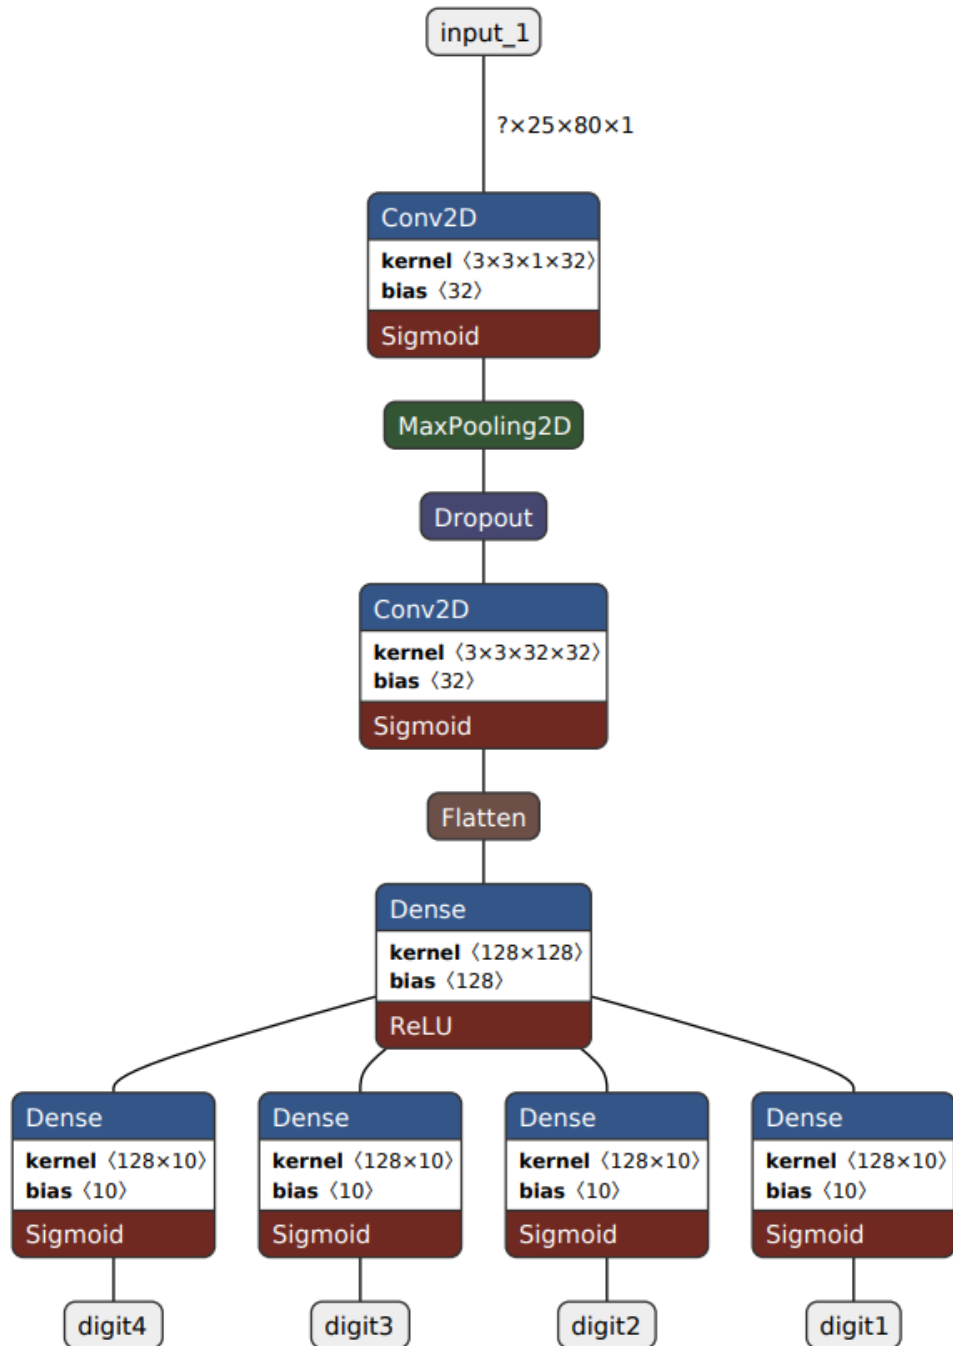 input_1
?×25×80×1
Conv2D
kernel 〈3×3×1×32〉
bias 〈32〉
Sigmoid
MaxPooling2D
Dropout
Conv2D
kernel 〈3×3×32×32〉
bias 〈32〉
Sigmoid
Flatten
Dense
kernel 〈128×128〉
bias 〈128〉
ReLU
Dense
kernel 〈128×10〉
bias 〈10〉
Sigmoid
digit4
Dense
kernel 〈128×10〉
bias 〈10〉
Sigmoid
digit3
Dense
kernel 〈128×10〉
bias 〈10〉
Sigmoid
digit2
Dense
kernel 〈128×10〉
bias 〈10〉
Sigmoid
digit1